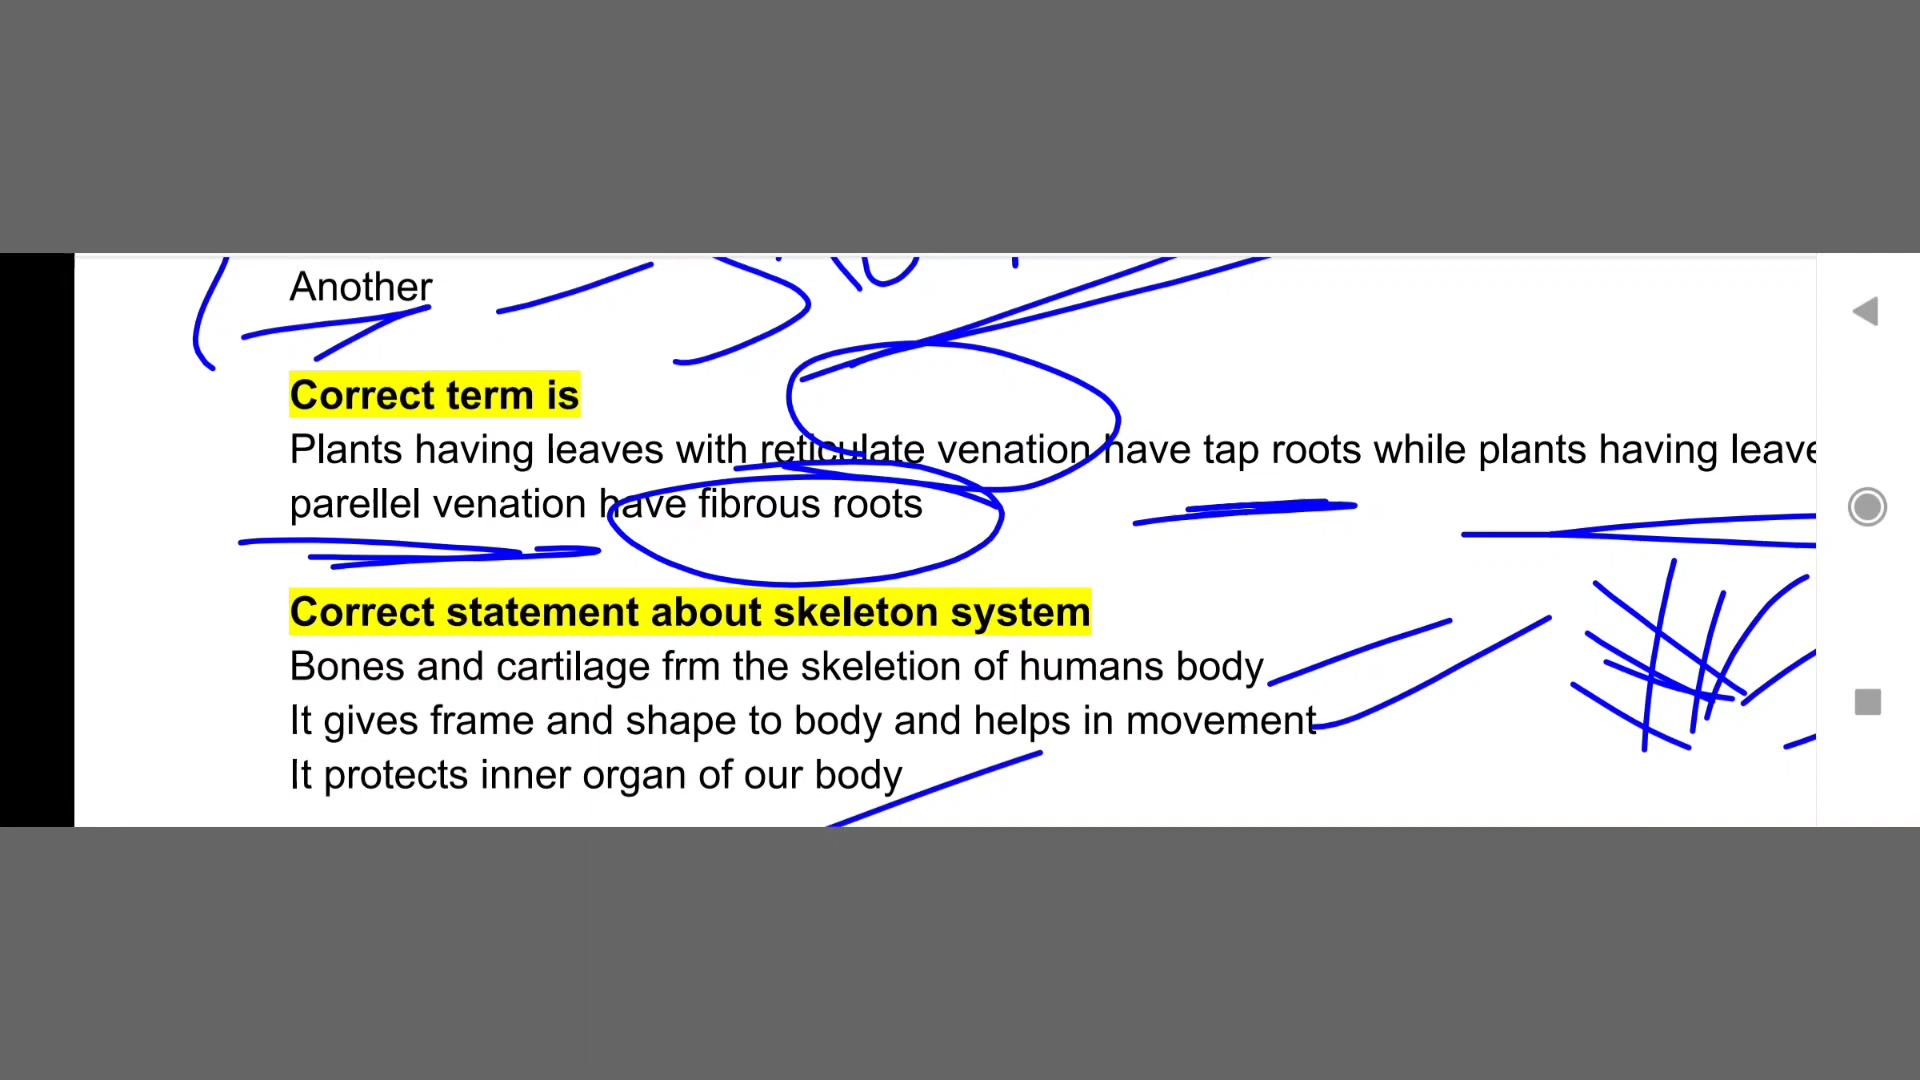 Another
Correct term is
Plants having leaves with reticulate venation have tap roots while plants having leave
parellel venation have fibrous roots
Correct statement about skeleton system
Bones and cartilage frm the skeletion of humans body
It gives frame and shape to body and helps in movement
It protects inner organ of our body